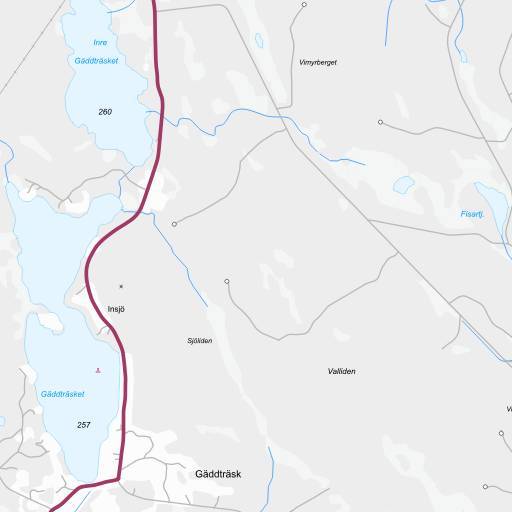 Inre
Gäddträsket
Vimyrberget
260
Fisartj.
Insjö
Sjöliden
Valliden
Gäddträsket
257
Gäddträsk